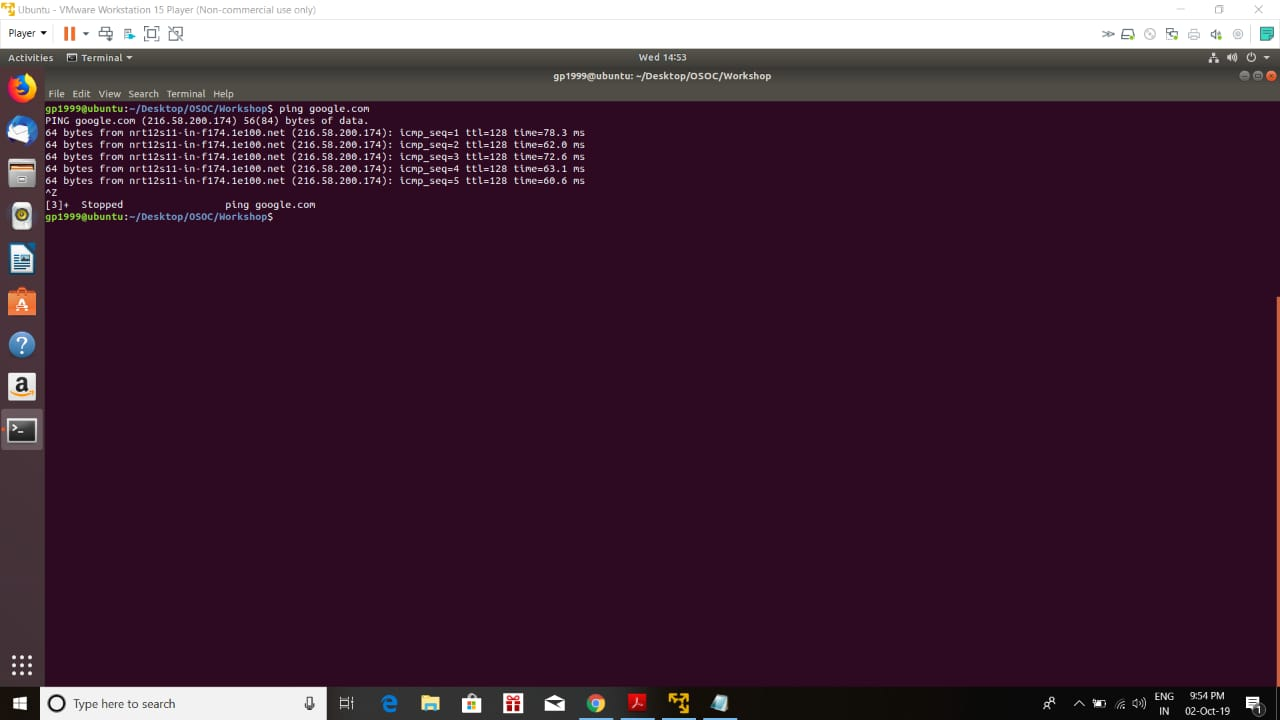 Ubuntu - VMware Workstation 15 Player (Non-commercial use only)
Player
Activities Terminal Wed 14:53
gp1999@ubuntu: ~/Desktop/OSOC/Workshop
File Edit View Search Terminal Help
gp1999@ubuntu:~/Desktop/OSOC/Workshop$ ping google.com
PING google.com (216.58.200.174) 56(84) bytes of data.
64 bytes from nrt12s11-in-f174.1e100.net (216.58.200.174): icmp_seq=1 ttl=128 time=78.3 ms
64 bytes from nrt12s11-in-f174.1e100.net (216.58.200.174): icmp_seq=2 ttl=128 time=62.0 ms
64 bytes from nrt12s11-in-f174.1e100.net (216.58.200.174): icmp_seq=3 ttl=128 time=72.6 ms
64 bytes from nrt12s11-in-f174.1e100.net (216.58.200.174): icmp_seq=4 ttl=128 time=63.1 ms
64 bytes from nrt12s11-in-f174.1e100.net (216.58.200.174): icmp_seq=5 ttl=128 time=60.6 ms
^Z
[3]+  Stopped                 ping google.com
gp1999@ubuntu:~/Desktop/OSOC/Workshop$
Type here to search
ENG
IN
9:54 PM
02-Oct-19
1